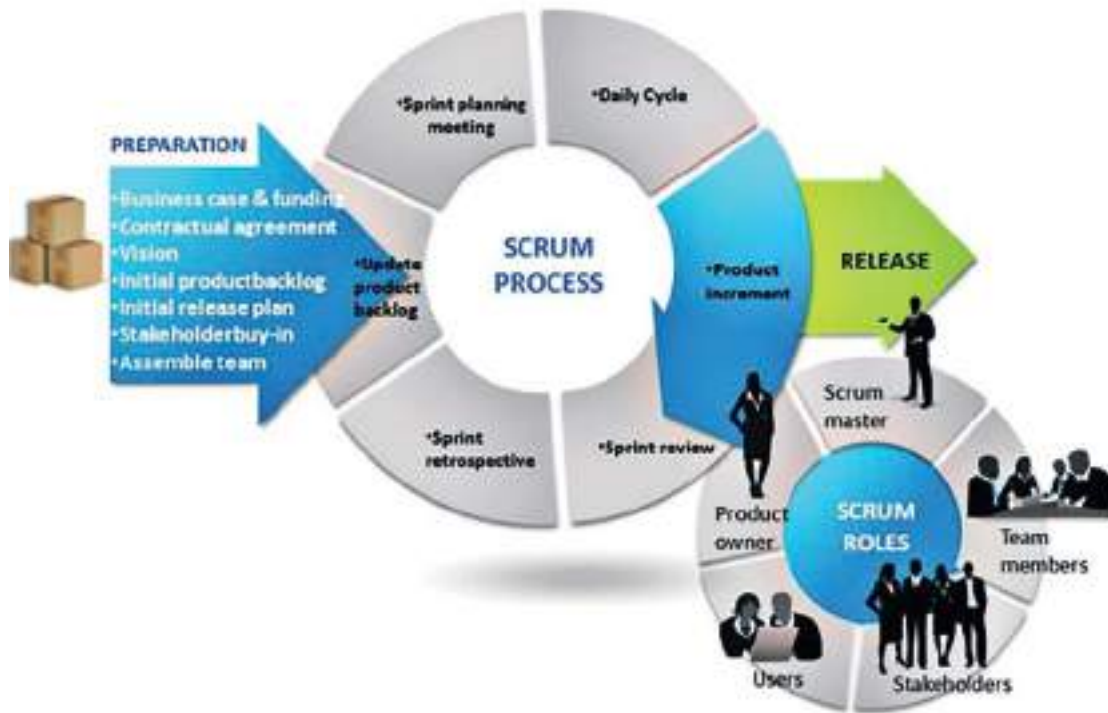 PREPARATION
•Business case & funding
•Contractual agreement
•Vision
•Initial productbacklog
•Initial release plan
•Stakeholderbuy-in
•Assemble team
•Update
product
backlog
•Sprint planning
meeting
•Daily Cycle
SCRUM
PROCESS
•Product
increment
RELEASE
•Sprint
retrospective
•Sprint review
Scrum
master
Product
owner
SCRUM
ROLES
Team
members
Users
Stakeholders